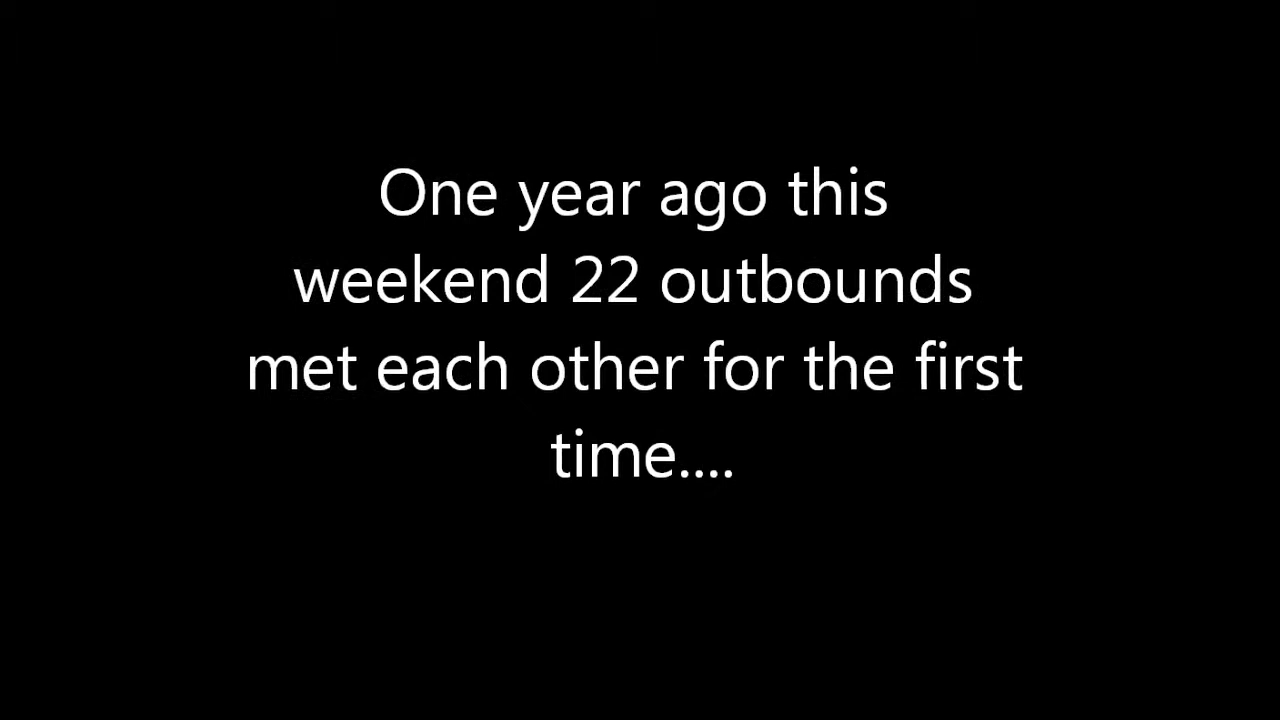 One year ago this
weekend 22 outbounds
met each other for the first
time....